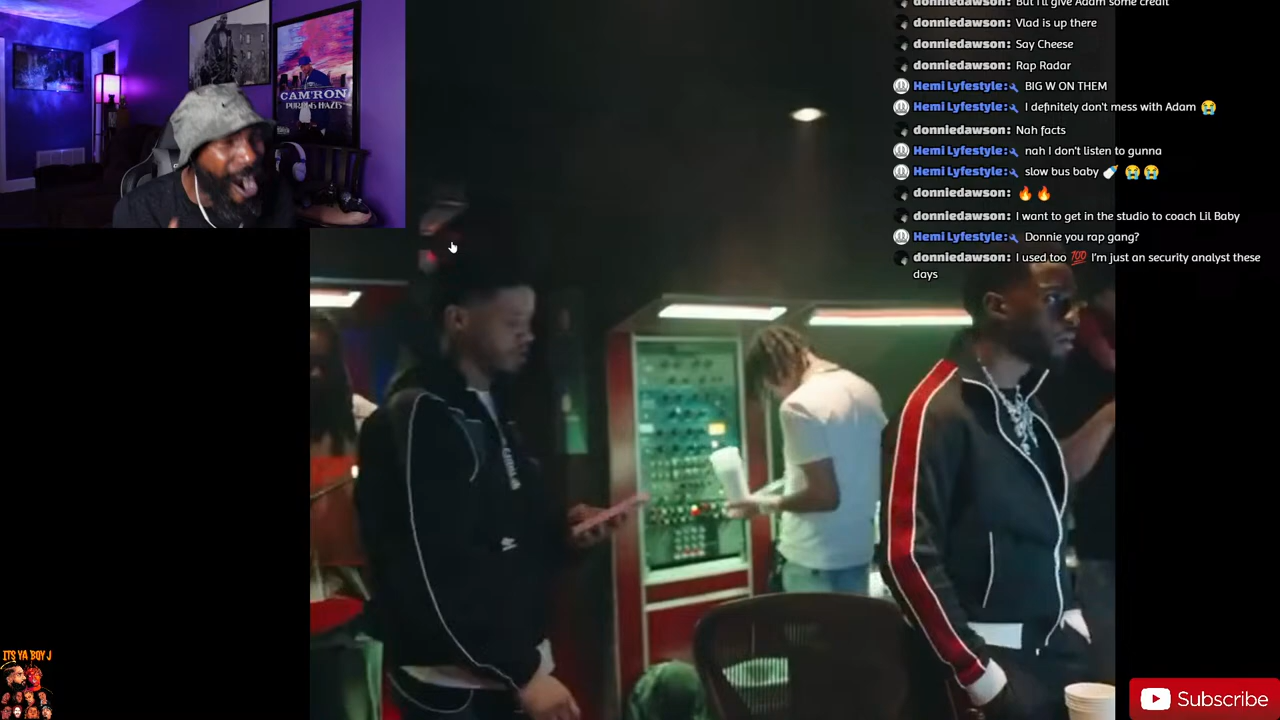 CAM'RON
PURPLE HAZE
But I'll give Adam some credit
donniedawson: Vlad is up there
donniedawson: Say Cheese
donniedawson: Rap Radar
Hemi Lyfestyle: BIG W ON THEM
Hemi Lyfestyle: I definitely don't mess with Adam 😭
donniedawson: Nah facts
Hemi Lyfestyle: nah I don't listen to gunna
Hemi Lyfestyle: slow bus baby 🍼 😭😭
donniedawson: 🔥🔥
donniedawson: I want to get in the studio to coach Lil Baby
Hemi Lyfestyle: Donnie you rap gang?
donniedawson: I used too 💯 I'm just an security analyst these
days
ITS YA BOY J
Subscribe